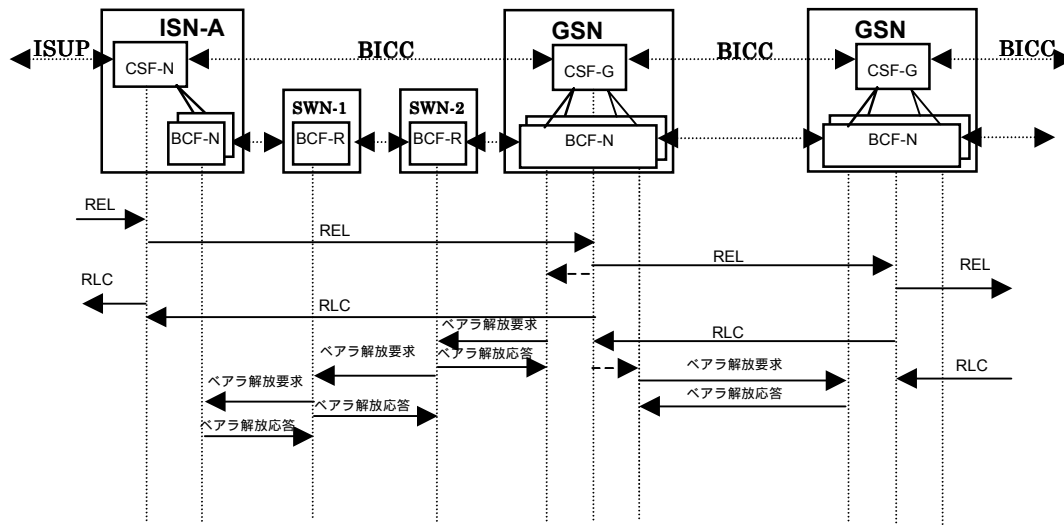 ISN-A
GSN
GSN
ISUP
BICC
BICC
BICC
CSF-N
CSF-G
CSF-G
SWN-1
SWN-2
BCF-N
BCF-R
BCF-R
BCF-N
BCF-N
REL
REL
REL
REL
RLC
RLC
RLC
RLC
ベアラ解放要求
ベアラ解放要求
ベアラ解放応答
ベアラ解放要求
ベアラ解放要求
ベアラ解放応答
ベアラ解放応答
ベアラ解放応答